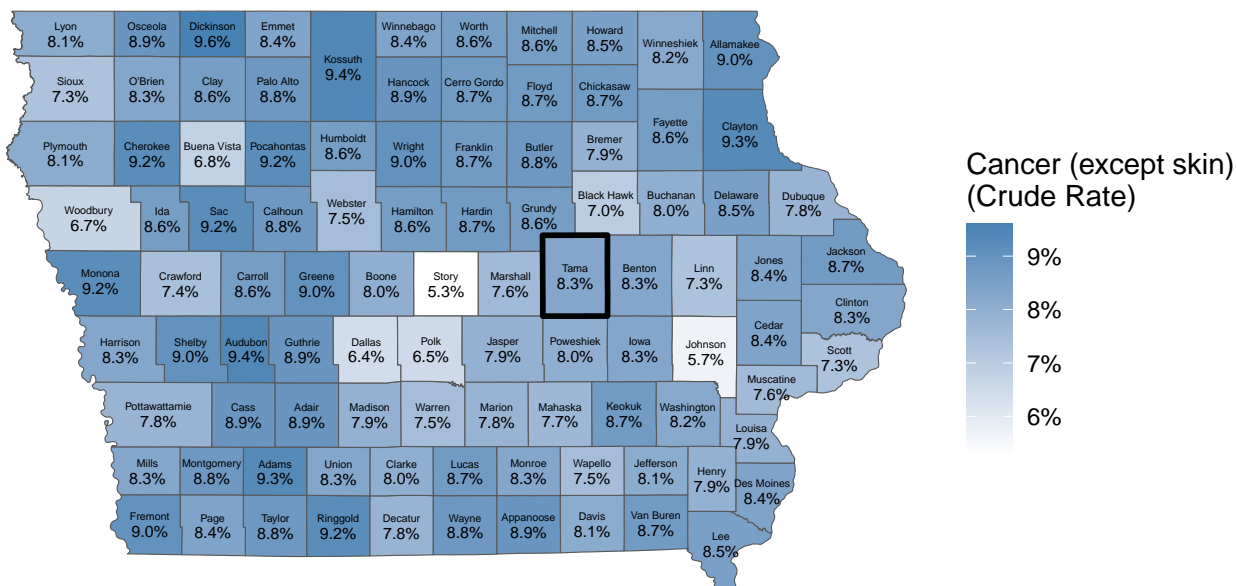 Lyon
8.1%
Osceola
8.9%
Dickinson
9.6%
Emmet
8.4%
Kossuth
9.4%
Winnebago
8.4%
Worth
8.6%
Mitchell
8.6%
Howard
8.5%
Winneshiek
8.2%
Allamakee
9.0%
Sioux
7.3%
O'Brien
8.3%
Clay
8.6%
Palo Alto
8.8%
Hancock
8.9%
Cerro Gordo
8.7%
Floyd
8.7%
Chickasaw
8.7%
Fayette
8.6%
Clayton
9.3%
Plymouth
8.1%
Cherokee
9.2%
Buena Vista
6.8%
Pocahontas
9.2%
Humboldt
8.6%
Wright
9.0%
Franklin
8.7%
Butler
8.8%
Bremer
7.9%
Woodbury
6.7%
Ida
8.6%
Sac
9.2%
Calhoun
8.8%
Webster
7.5%
Hamilton
8.6%
Hardin
8.7%
Grundy
8.6%
Black Hawk
7.0%
Buchanan
8.0%
Delaware
8.5%
Dubuque
7.8%
Monona
9.2%
Crawford
7.4%
Carroll
8.6%
Greene
9.0%
Boone
8.0%
Story
5.3%
Marshall
7.6%
Tama
8.3%
Benton
8.3%
Linn
7.3%
Jones
8.4%
Jackson
8.7%
Clinton
8.3%
Harrison
8.3%
Shelby
9.0%
Audubon
9.4%
Guthrie
8.9%
Dallas
6.4%
Polk
6.5%
Jasper
7.9%
Poweshiek
8.0%
Iowa
8.3%
Johnson
5.7%
Cedar
8.4%
Scott
7.3%
Muscatine
7.6%
Pottawattamie
7.8%
Cass
8.9%
Adair
8.9%
Madison
7.9%
Warren
7.5%
Marion
7.8%
Mahaska
7.7%
Keokuk
8.7%
Washington
8.2%
Louisa
7.9%
Mills
8.3%
Montgomery
8.8%
Adams
9.3%
Union
8.3%
Clarke
8.0%
Lucas
8.7%
Monroe
8.3%
Wapello
7.5%
Jefferson
8.1%
Henry
7.9%
Des Moines
8.4%
Fremont
9.0%
Page
8.4%
Taylor
8.8%
Ringgold
9.2%
Decatur
7.8%
Wayne
8.8%
Appanoose
8.9%
Davis
8.1%
Van Buren
8.7%
Lee
8.5%
Cancer (except skin)
(Crude Rate)
9%
8%
7%
6%